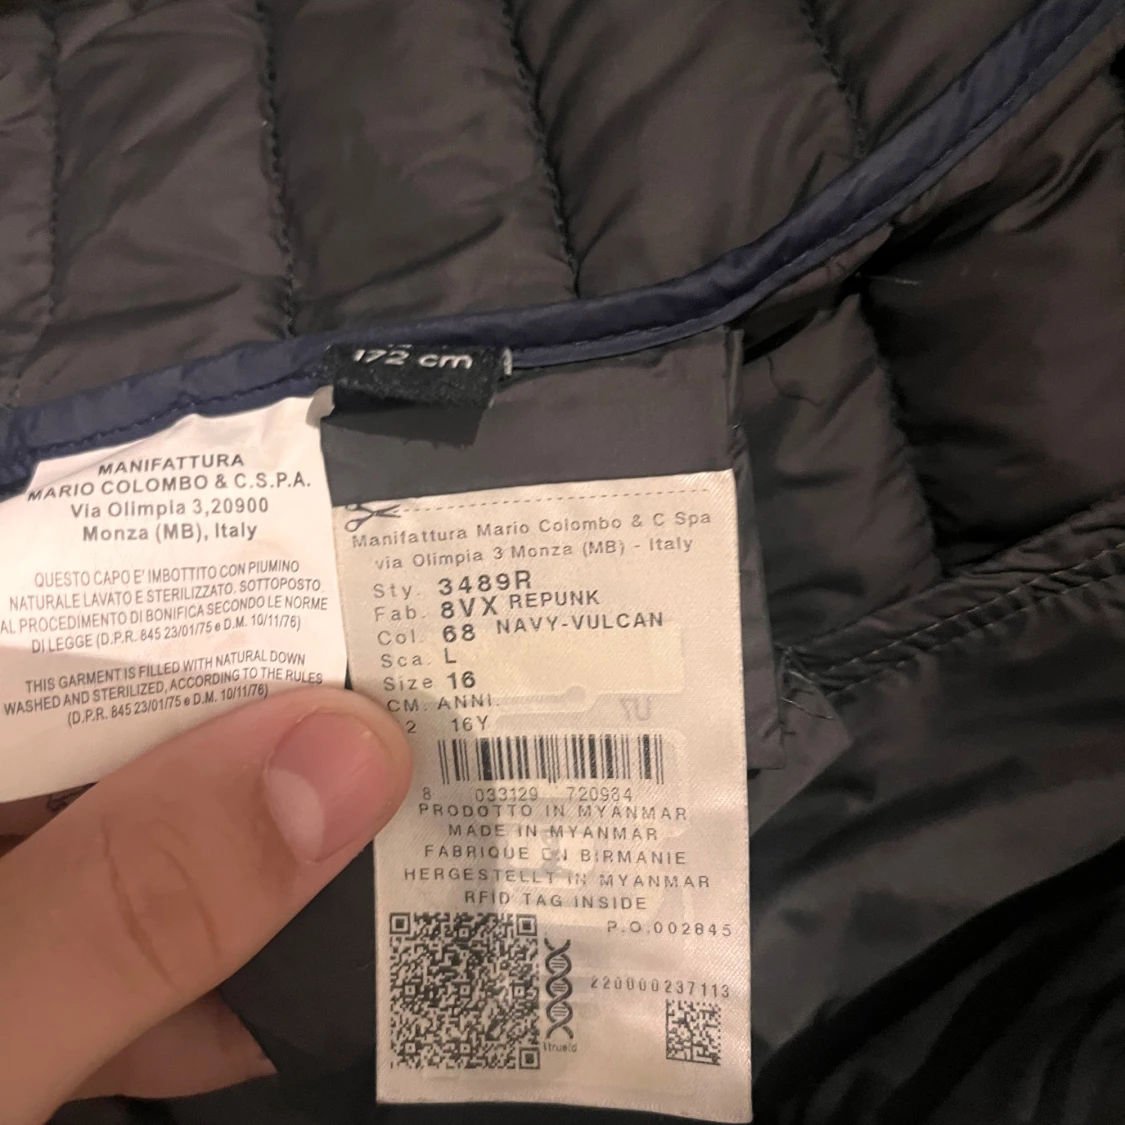 172 cm
MANIFATTURA
MARIO COLOMBO & C.S.P.A.
Via Olimpia 3,20900
Monza (MB), Italy
QUESTO CAPO E' IMBOTTITO CON PIUMINO
NATURALE LAVATO E STERILIZZATO, SOTTOPOSTO
AL PROCEDIMENTO DI BONIFICA SECONDO LE NORME
DI LEGGE (D.P.R. 845 23/01/75 e D.M. 10/11/76)
THIS GARMENT IS FILLED WITH NATURAL DOWN
WASHED AND STERILIZED, ACCORDING TO THE RULES
(D.P.R. 845 23/01/75 e D.M. 10/11/76)
Manifattura Mario Colombo & C Spa
via Olimpia 3 Monza (MB) - Italy
Sty. 3489R
Fab. 8VX REPUNK
Col. 68 NAVY-VULCAN
Sca. L
Size 16
CM. ANNI.
2 16Y
8 033129 720984
PRODOTTO IN MYANMAR
MADE IN MYANMAR
FABRIQUE EN BIRMANIE
HERGESTELLT IN MYANMAR
RFID TAG INSIDE
P.O.002845
220000237113
1trueid